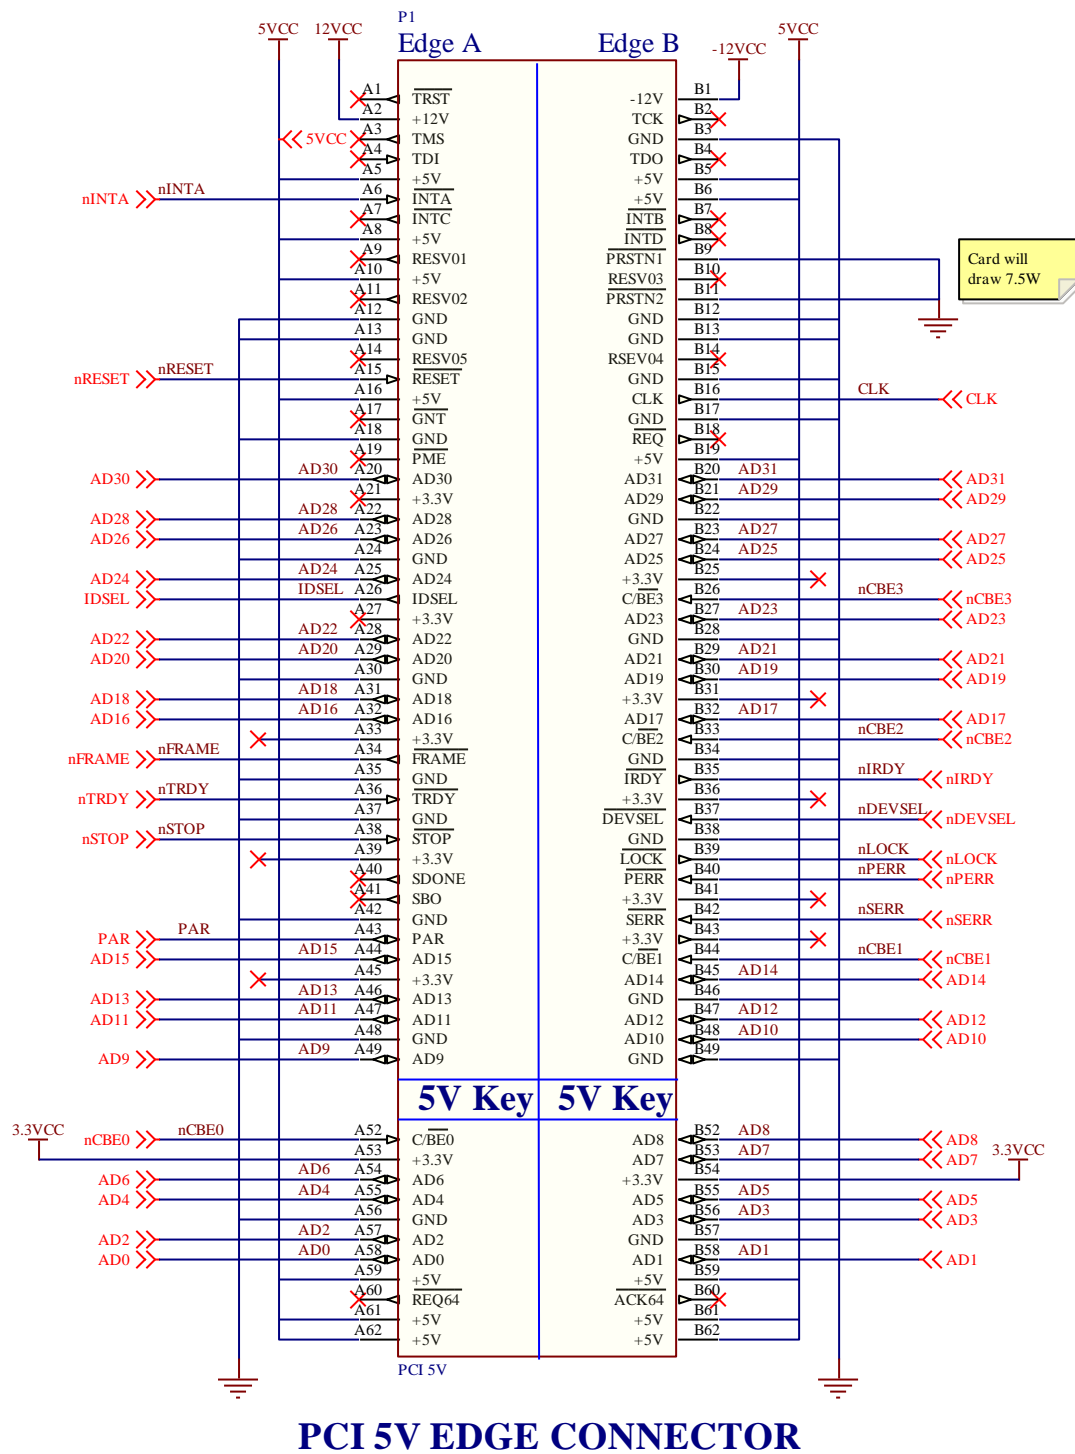 P1
5VCC 12VCC Edge A Edge B 5VCC
-12VCC
A1 TRST -12V B1
A2 +12V TCK B2
5VCC A3 TMS GND B3
A4 TDI TDO B4
A5 +5V +5V B5
nINTA nINTA A6 INTA +5V B6
A7 INTC INTB B7
A8 +5V INTD B8
A9 RESV01 PRSTN1 B9
Card will
draw 7.5W
A10 +5V RESV03 B10
A11 RESV02 PRSTN2 B11
A12 GND GND B12
A13 GND GND B13
A14 RESV05 RSEV04 B14
nRESET nRESET A15 RESET GND B15
A16 +5V CLK B16 CLK CLK
A17 GNT GND B17
A18 GND REQ B18
A19 PME +5V B19
AD30 AD30 A20 AD30 AD31 B20 AD31 AD31
A21 +3.3V AD29 B21 AD29 AD29
AD28 AD28 A22 AD28 GND B22
AD26 AD26 A23 AD26 AD27 B23 AD27 AD27
A24 GND AD25 B24 AD25 AD25
AD24 AD24 A25 AD24 +3.3V B25
IDSEL IDSEL A26 IDSEL C/BE3 B26 nCBE3 nCBE3
A27 +3.3V AD23 B27 AD23 AD23
AD22 AD22 A28 AD22 GND B28
AD20 AD20 A29 AD20 AD21 B29 AD21 AD21
A30 GND AD19 B30 AD19 AD19
AD18 AD18 A31 AD18 +3.3V B31
AD16 AD16 A32 AD16 AD17 B32 AD17 AD17
A33 +3.3V C/BE2 B33 nCBE2 nCBE2
nFRAME nFRAME A34 FRAME GND B34
A35 GND IRDY B35 nIRDY nIRDY
nTRDY nTRDY A36 TRDY +3.3V B36
A37 GND DEVSEL B37 nDEVSEL nDEVSEL
nSTOP nSTOP A38 STOP GND B38
A39 +3.3V LOCK B39 nLOCK nLOCK
A40 SDONE PERR B40 nPERR nPERR
A41 SBO +3.3V B41
A42 GND SERR B42 nSERR nSERR
PAR PAR A43 PAR +3.3V B43
AD15 AD15 A44 AD15 C/BE1 B44 nCBE1 nCBE1
A45 +3.3V AD14 B45 AD14 AD14
AD13 AD13 A46 AD13 GND B46
AD11 AD11 A47 AD11 AD12 B47 AD12 AD12
A48 GND AD10 B48 AD10 AD10
AD9 AD9 A49 AD9 GND B49
5V Key 5V Key
3.3VCC nCBE0 nCBE0 A52 C/BE0 AD8 B52 AD8 AD8
A53 +3.3V AD7 B53 AD7 AD7
AD6 AD6 A54 AD6 +3.3V B54 3.3VCC
AD4 AD4 A55 AD4 AD5 B55 AD5 AD5
A56 GND AD3 B56 AD3 AD3
AD2 AD2 A57 AD2 GND B57
AD0 AD0 A58 AD0 AD1 B58 AD1 AD1
A59 +5V +5V B59
A60 REQ64 ACK64 B60
A61 +5V +5V B61
A62 +5V +5V B62
PCI 5V
PCI 5V EDGE CONNECTOR